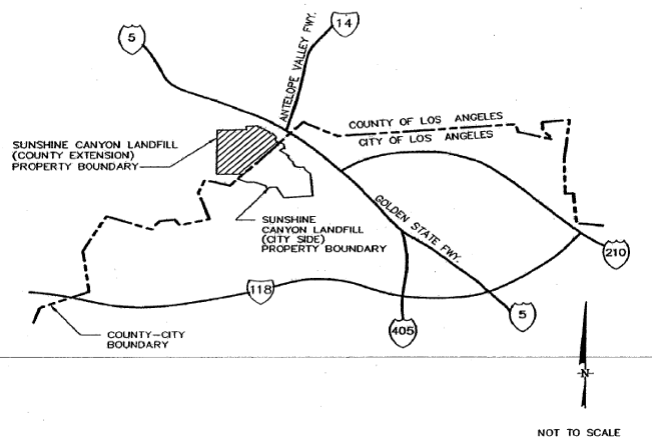 5
14
ANTELOPE VALLEY FWY.
COUNTY OF LOS ANGELES
CITY OF LOS ANGELES
SUNSHINE CANYON LANDFILL
(COUNTY EXTENSION)
PROPERTY BOUNDARY
SUNSHINE
CANYON LANDFILL
(CITY SIDE)
PROPERTY BOUNDARY
GOLDEN STATE FWY.
210
118
5
405
COUNTY-CITY
BOUNDARY
N
NOT TO SCALE